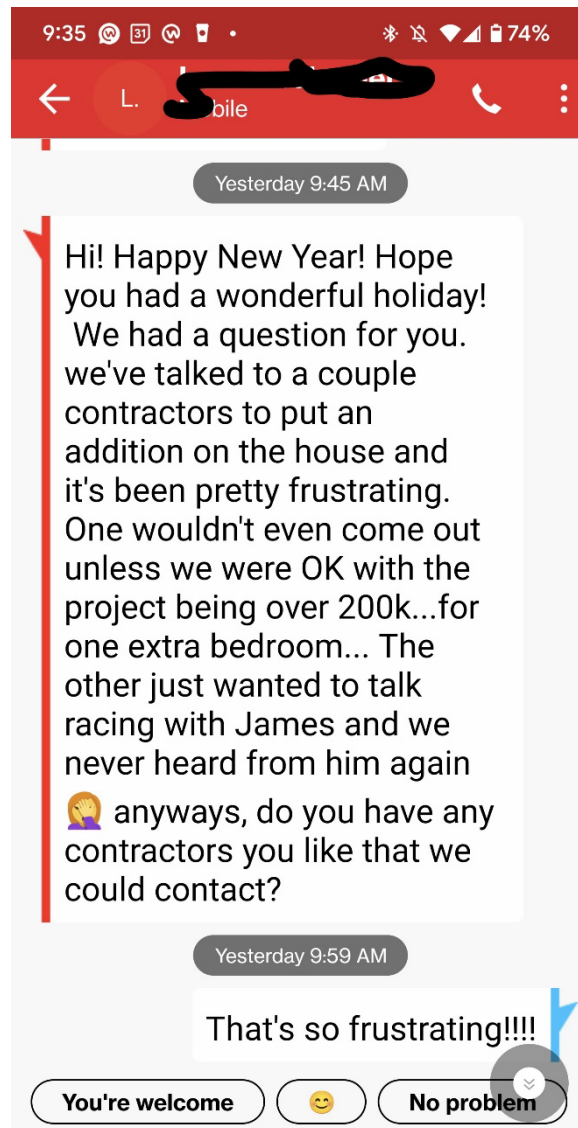 9:35 31 74%
L. bile
Yesterday 9:45 AM
Hi! Happy New Year! Hope
you had a wonderful holiday!
We had a question for you.
we've talked to a couple
contractors to put an
addition on the house and
it's been pretty frustrating.
One wouldn't even come out
unless we were OK with the
project being over 200k...for
one extra bedroom... The
other just wanted to talk
racing with James and we
never heard from him again
🤦‍♀️ anyways, do you have any
contractors you like that we
could contact?
Yesterday 9:59 AM
That's so frustrating!!!!
You're welcome 😊 No problem